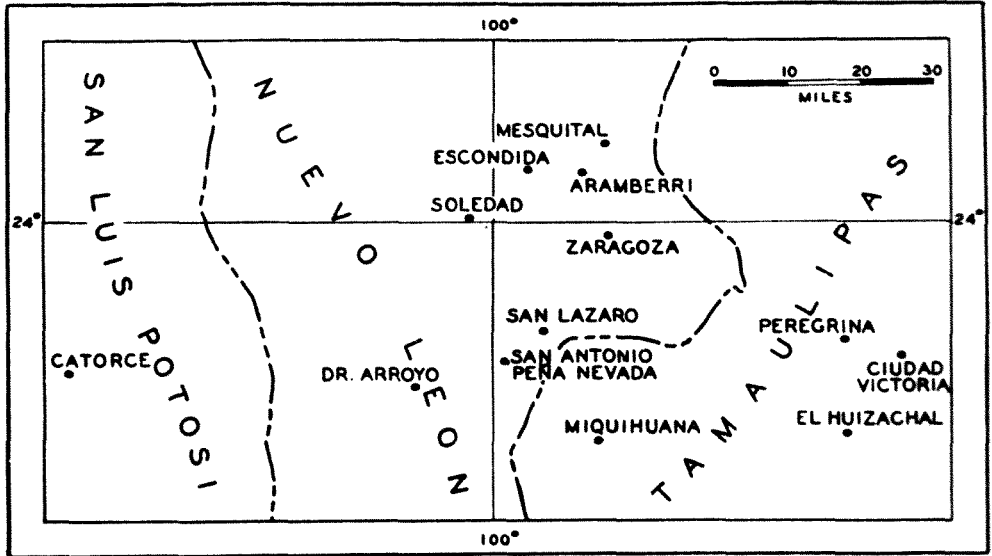 100°
0 10 20 30
MILES
SAN LUIS POTOSI
NUEVO LEON
TAMAULIPAS
MESQUITAL
ESCONDIDA
ARAMBERRI
SOLEDAD
24°
24°
ZARAGOZA
SAN LAZARO
PEREGRINA
CATORCE
DR. ARROYO
SAN ANTONIO
PEÑA NEVADA
CIUDAD
VICTORIA
MIQUIHUANA
EL HUIZACHAL
100°